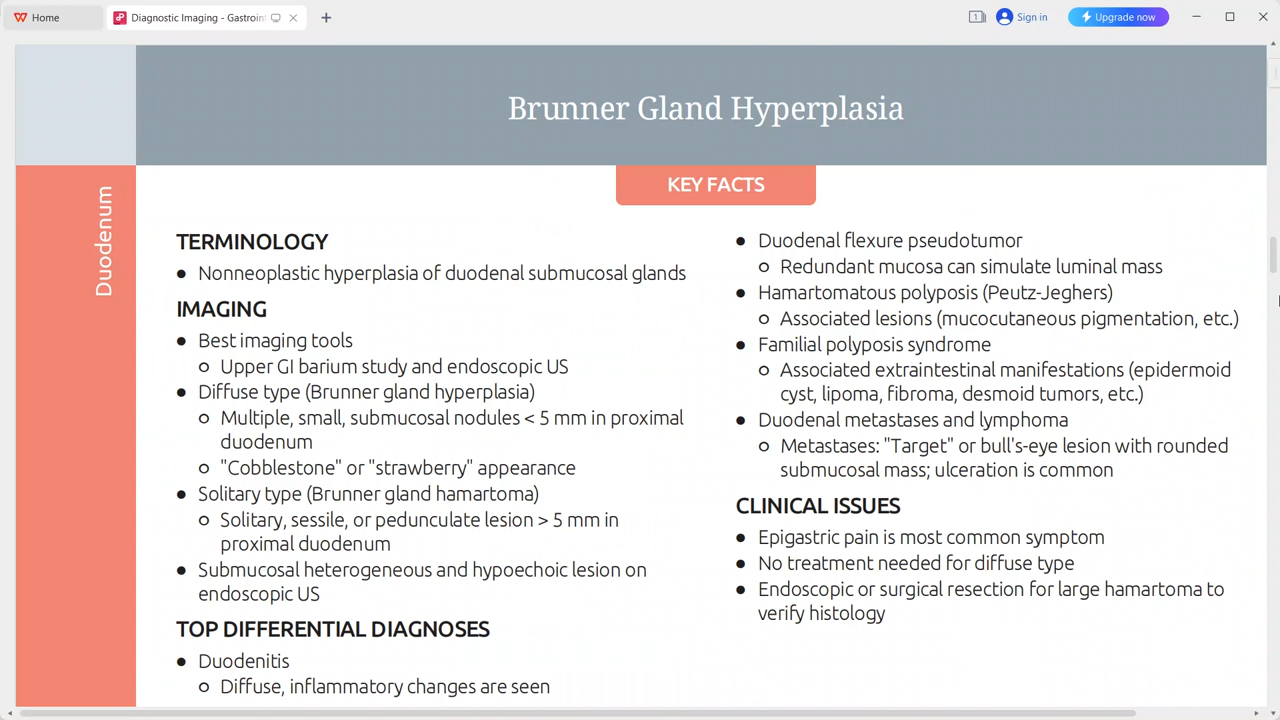 Home
Diagnostic Imaging - Gastroin
1
Sign in
Upgrade now
Brunner Gland Hyperplasia
Duodenum
KEY FACTS
TERMINOLOGY
● Nonneoplastic hyperplasia of duodenal submucosal glands
IMAGING
● Best imaging tools
○ Upper GI barium study and endoscopic US
● Diffuse type (Brunner gland hyperplasia)
○ Multiple, small, submucosal nodules < 5 mm in proximal
duodenum
○ "Cobblestone" or "strawberry" appearance
● Solitary type (Brunner gland hamartoma)
○ Solitary, sessile, or pedunculate lesion > 5 mm in
proximal duodenum
● Submucosal heterogeneous and hypoechoic lesion on
endoscopic US
TOP DIFFERENTIAL DIAGNOSES
● Duodenitis
○ Diffuse, inflammatory changes are seen
● Duodenal flexure pseudotumor
○ Redundant mucosa can simulate luminal mass
● Hamartomatous polyposis (Peutz-Jeghers)
○ Associated lesions (mucocutaneous pigmentation, etc.)
● Familial polyposis syndrome
○ Associated extraintestinal manifestations (epidermoid
cyst, lipoma, fibroma, desmoid tumors, etc.)
● Duodenal metastases and lymphoma
○ Metastases: "Target" or bull's-eye lesion with rounded
submucosal mass; ulceration is common
CLINICAL ISSUES
● Epigastric pain is most common symptom
● No treatment needed for diffuse type
● Endoscopic or surgical resection for large hamartoma to
verify histology